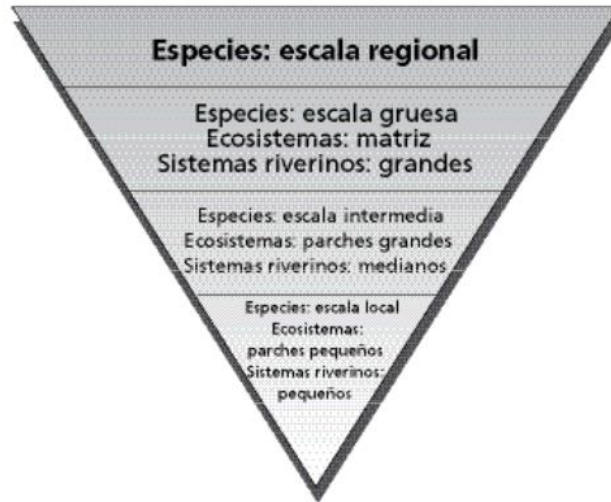 Especies: escala regional
Especies: escala gruesa
Ecosistemas: matriz
Sistemas riverinos: grandes
Especies: escala intermedia
Ecosistemas: parches grandes
Sistemas riverinos: medianos
Especies: escala local
Ecosistemas:
parches pequeños
Sistemas riverinos:
pequeños